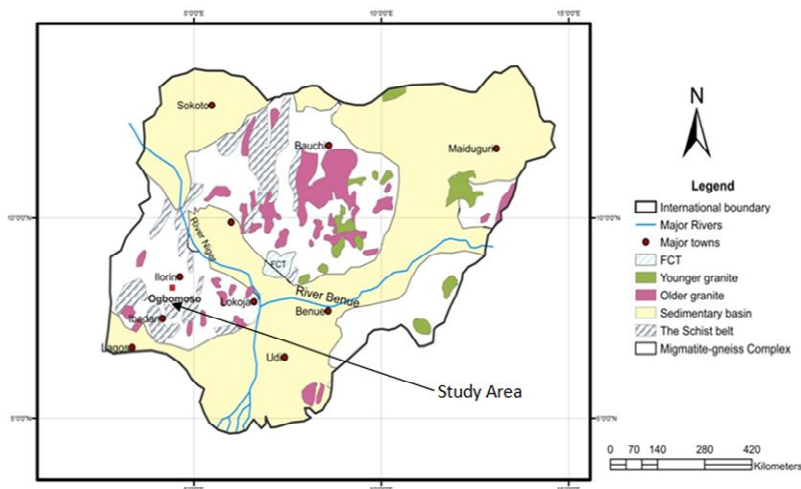 5°0'0"E
10°0'0"E
15°0'0"E
Sokoto
Bauchi
Maiduguri
10°0'0"N
10°0'0"N
River Niger
FCT
Ilorin
Ogbomoso
Lokoja
River Benue
Benue
Ibadan
Lagos
Udi
Study Area
5°0'0"N
5°0'0"N
N
Legend
International boundary
Major Rivers
Major towns
FCT
Younger granite
Older granite
Sedimentary basin
The Schist belt
Migmatite-gneiss Complex
0 70 140 280 420
Kilometers